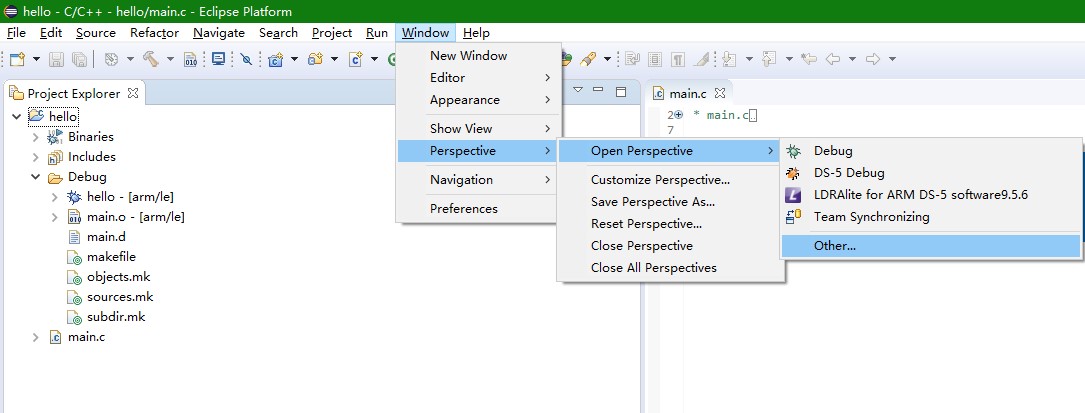 hello - C/C++ - hello/main.c - Eclipse Platform
File Edit Source Refactor Navigate Search Project Run Window Help
New Window
Editor
Appearance
Show View
Perspective
Navigation
Preferences
Open Perspective
Customize Perspective...
Save Perspective As...
Reset Perspective...
Close Perspective
Close All Perspectives
Debug
DS-5 Debug
LDRAlite for ARM DS-5 software9.5.6
Team Synchronizing
Other...
Project Explorer
hello
Binaries
Includes
Debug
hello - [arm/le]
main.o - [arm/le]
main.d
makefile
objects.mk
sources.mk
subdir.mk
main.c
main.c
2 * main.c
7